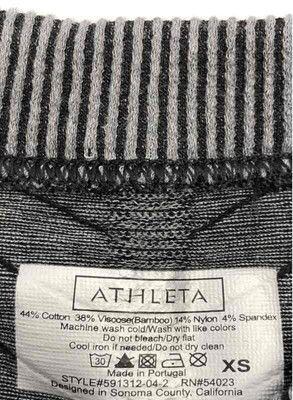 ATHLETA
44% Cotton 38% Viscose(Bamboo) 14% Nylon 4% Spandex
Machine wash cold/Wash with like colors
Do not bleach/Dry flat
Cool iron if needed/Do not dry clean
30 XS
Made in Portugal
STYLE#591312-04-2 RN#54023
Designed in Sonoma County, California